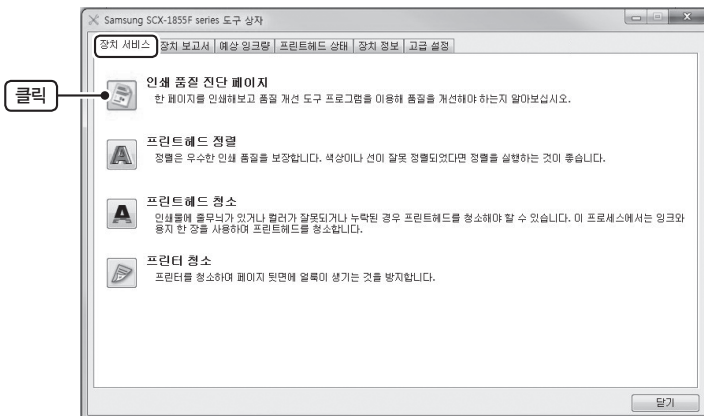 Samsung SCX-1855F series 도구 상자
장치 서비스 장치 보고서 예상 잉크량 프린트헤드 상태 장치 정보 고급 설정
클릭
인쇄 품질 진단 페이지
한 페이지를 인쇄해보고 품질 개선 도구 프로그램을 이용해 품질을 개선해야 하는지 알아보십시오.
프린트헤드 정렬
정렬은 우수한 인쇄 품질을 보장합니다. 색상이나 선이 잘못 정렬되었다면 정렬을 실행하는 것이 좋습니다.
프린트헤드 청소
인쇄물에 줄무늬가 있거나 컬러가 잘못되거나 누락된 경우 프린트헤드를 청소해야 할 수 있습니다. 이 프로세스에서는 잉크와
용지 한 장을 사용하여 프린트헤드를 청소합니다.
프린터 청소
프린터를 청소하여 페이지 뒷면에 얼룩이 생기는 것을 방지합니다.
닫기